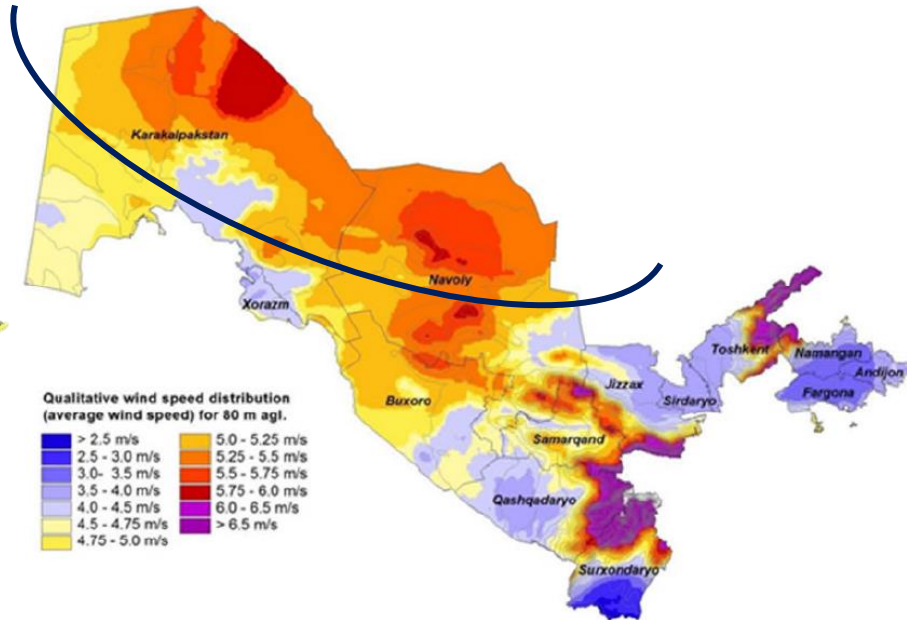 Karakalpakstan
Navoiy
Xorazm
Toshkent
Namangan
Andijon
Fargona
Jizzax
Sirdaryo
Buxoro
Samarqand
Qashqadaryo
Surxondaryo
Qualitative wind speed distribution
(average wind speed) for 80 m agl.
> 2.5 m/s
2.5 - 3.0 m/s
3.0- 3.5 m/s
3.5 - 4.0 m/s
4.0 - 4.5 m/s
4.5 - 4.75 m/s
4.75 - 5.0 m/s
5.0 - 5.25 m/s
5.25 - 5.5 m/s
5.5 - 5.75 m/s
5.75 - 6.0 m/s
6.0 - 6.5 m/s
> 6.5 m/s